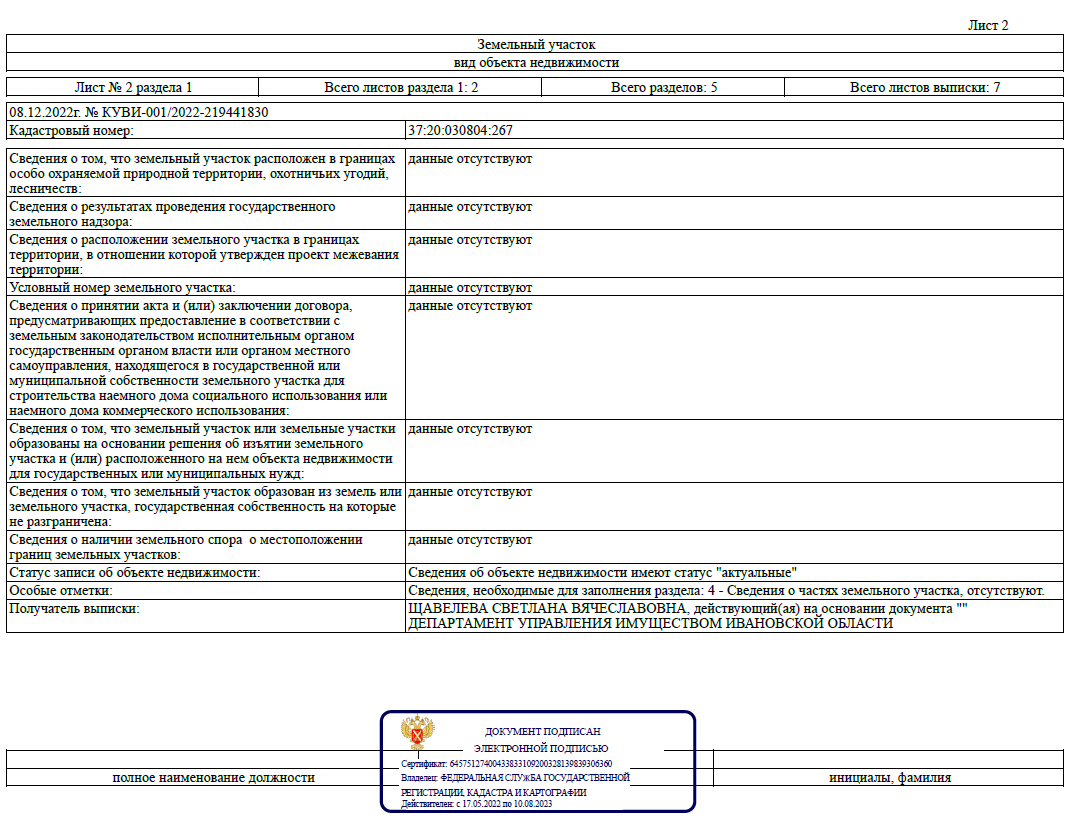 Лист 2
Земельный участок
вид объекта недвижимости
Лист № 2 раздела 1 Всего листов раздела 1: 2 Всего разделов: 5 Всего листов выписки: 7
08.12.2022г. № КУВИ-001/2022-219441830
Кадастровый номер: 37:20:030804:267
Сведения о том, что земельный участок расположен в границах данные отсутствуют
особо охраняемой природной территории, охотничьих угодий,
лесничеств:
Сведения о результатах проведения государственного данные отсутствуют
земельного надзора:
Сведения о расположении земельного участка в границах данные отсутствуют
территории, в отношении которой утвержден проект межевания
территории:
Условный номер земельного участка: данные отсутствуют
Сведения о принятии акта и (или) заключении договора, данные отсутствуют
предусматривающих предоставление в соответствии с
земельным законодательством исполнительным органом
государственным органом власти или органом местного
самоуправления, находящегося в государственной или
муниципальной собственности земельного участка для
строительства наемного дома социального использования или
наемного дома коммерческого использования:
Сведения о том, что земельный участок или земельные участки данные отсутствуют
образованы на основании решения об изъятии земельного
участка и (или) расположенного на нем объекта недвижимости
для государственных или муниципальных нужд:
Сведения о том, что земельный участок образован из земель или данные отсутствуют
земельного участка, государственная собственность на которые
не разграничена:
Сведения о наличии земельного спора о местоположении данные отсутствуют
границ земельных участков:
Статус записи об объекте недвижимости: Сведения об объекте недвижимости имеют статус "актуальные"
Особые отметки: Сведения, необходимые для заполнения раздела: 4 - Сведения о частях земельного участка, отсутствуют.
Получатель выписки: ЩАВЕЛЕВА СВЕТЛАНА ВЯЧЕСЛАВОВНА, действующий(ая) на основании документа ""
ДЕПАРТАМЕНТ УПРАВЛЕНИЯ ИМУЩЕСТВОМ ИВАНОВСКОЙ ОБЛАСТИ
ДОКУМЕНТ ПОДПИСАН
ЭЛЕКТРОННОЙ ПОДПИСЬЮ
Сертификат: 64575127400433833109200328139839306360
Владелец: ФЕДЕРАЛЬНАЯ СЛУЖБА ГОСУДАРСТВЕННОЙ
РЕГИСТРАЦИИ, КАДАСТРА И КАРТОГРАФИИ
Действителен: с 17.05.2022 по 10.08.2023
полное наименование должности инициалы, фамилия